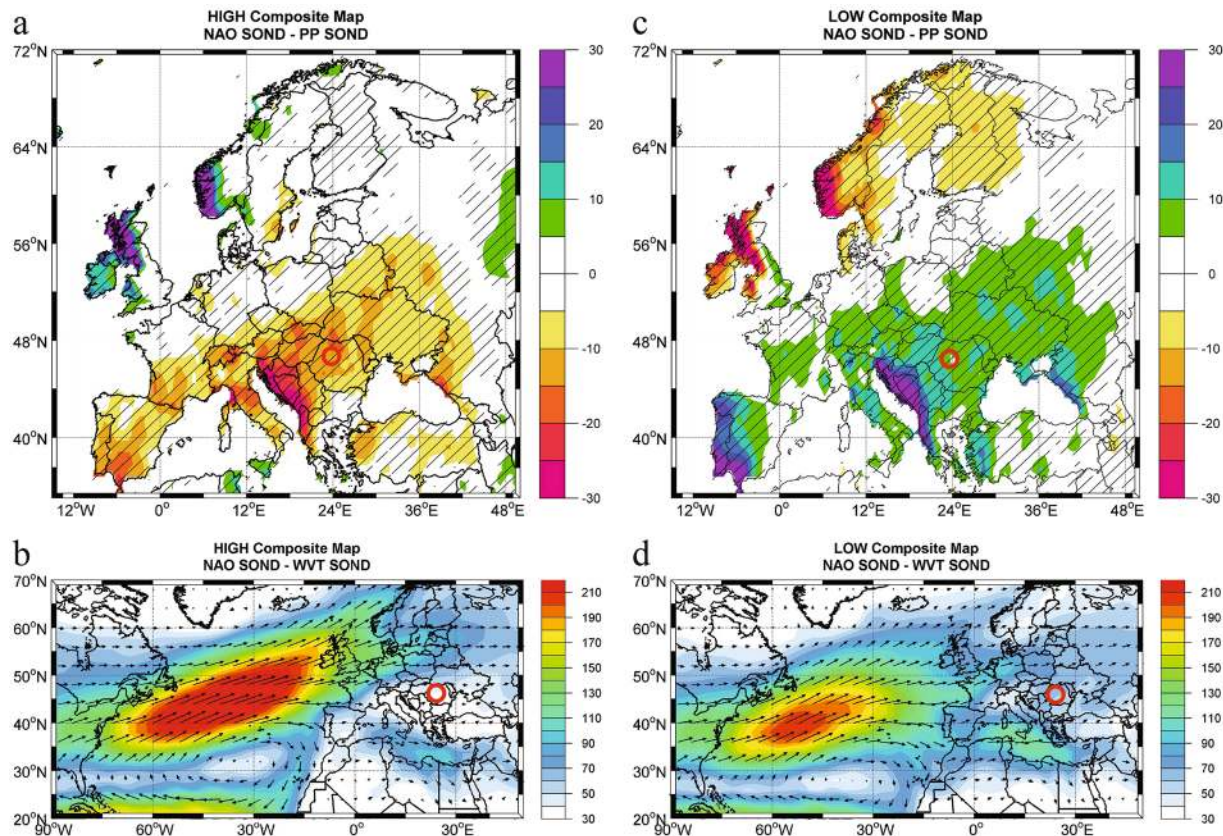 a
HIGH Composite Map
NAO SOND - PP SOND
72°N
64°N
56°N
48°N
40°N
12°W 0° 12°E 24°E 36°E 48°E
30
20
10
0
-10
-20
-30
c
LOW Composite Map
NAO SOND - PP SOND
72°N
64°N
56°N
48°N
40°N
12°W 0° 12°E 24°E 36°E 48°E
30
20
10
0
-10
-20
-30
b
HIGH Composite Map
NAO SOND - WVT SOND
70°N
60°N
50°N
40°N
30°N
20°N
90°W 60°W 30°W 0° 30°E
210
190
170
150
130
110
90
70
50
30
d
LOW Composite Map
NAO SOND - WVT SOND
70°N
60°N
50°N
40°N
30°N
20°N
90°W 60°W 30°W 0° 30°E
210
190
170
150
130
110
90
70
50
30